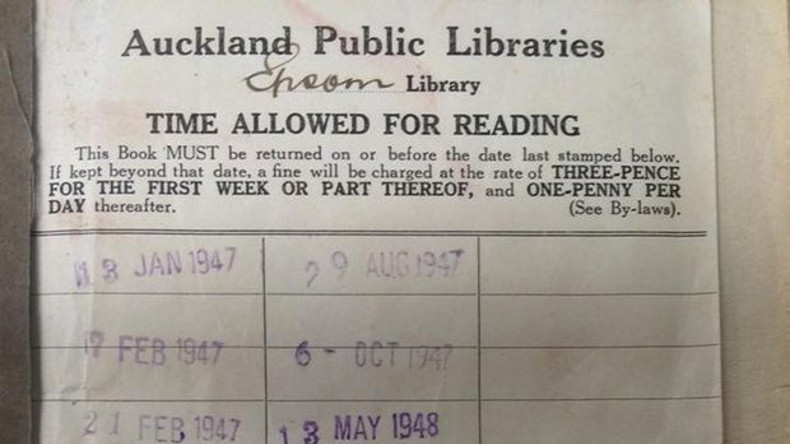 Auckland Public Libraries
Epsom Library
TIME ALLOWED FOR READING
This Book MUST be returned on or before the date last stamped below.
If kept beyond that date, a fine will be charged at the rate of THREE-PENCE
FOR THE FIRST WEEK OR PART THEREOF, and ONE-PENNY PER
DAY thereafter. (See By-laws).
13 JAN 1947 29 AUG 1947
17 FEB 1947 6 - OCT 1947
21 FEB 1947 13 MAY 1948